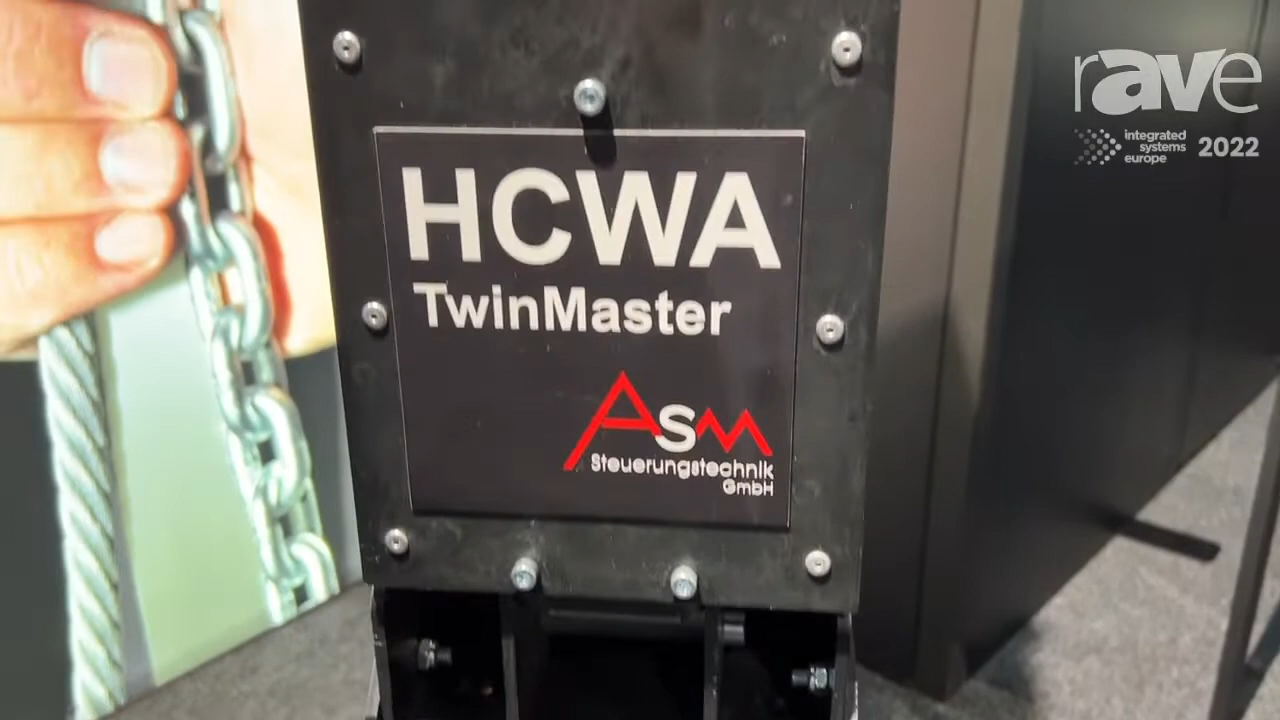 rAVe
integrated
systems
europe
2022
HCWA
TwinMaster
ASM
Steuerungstechnik
GmbH